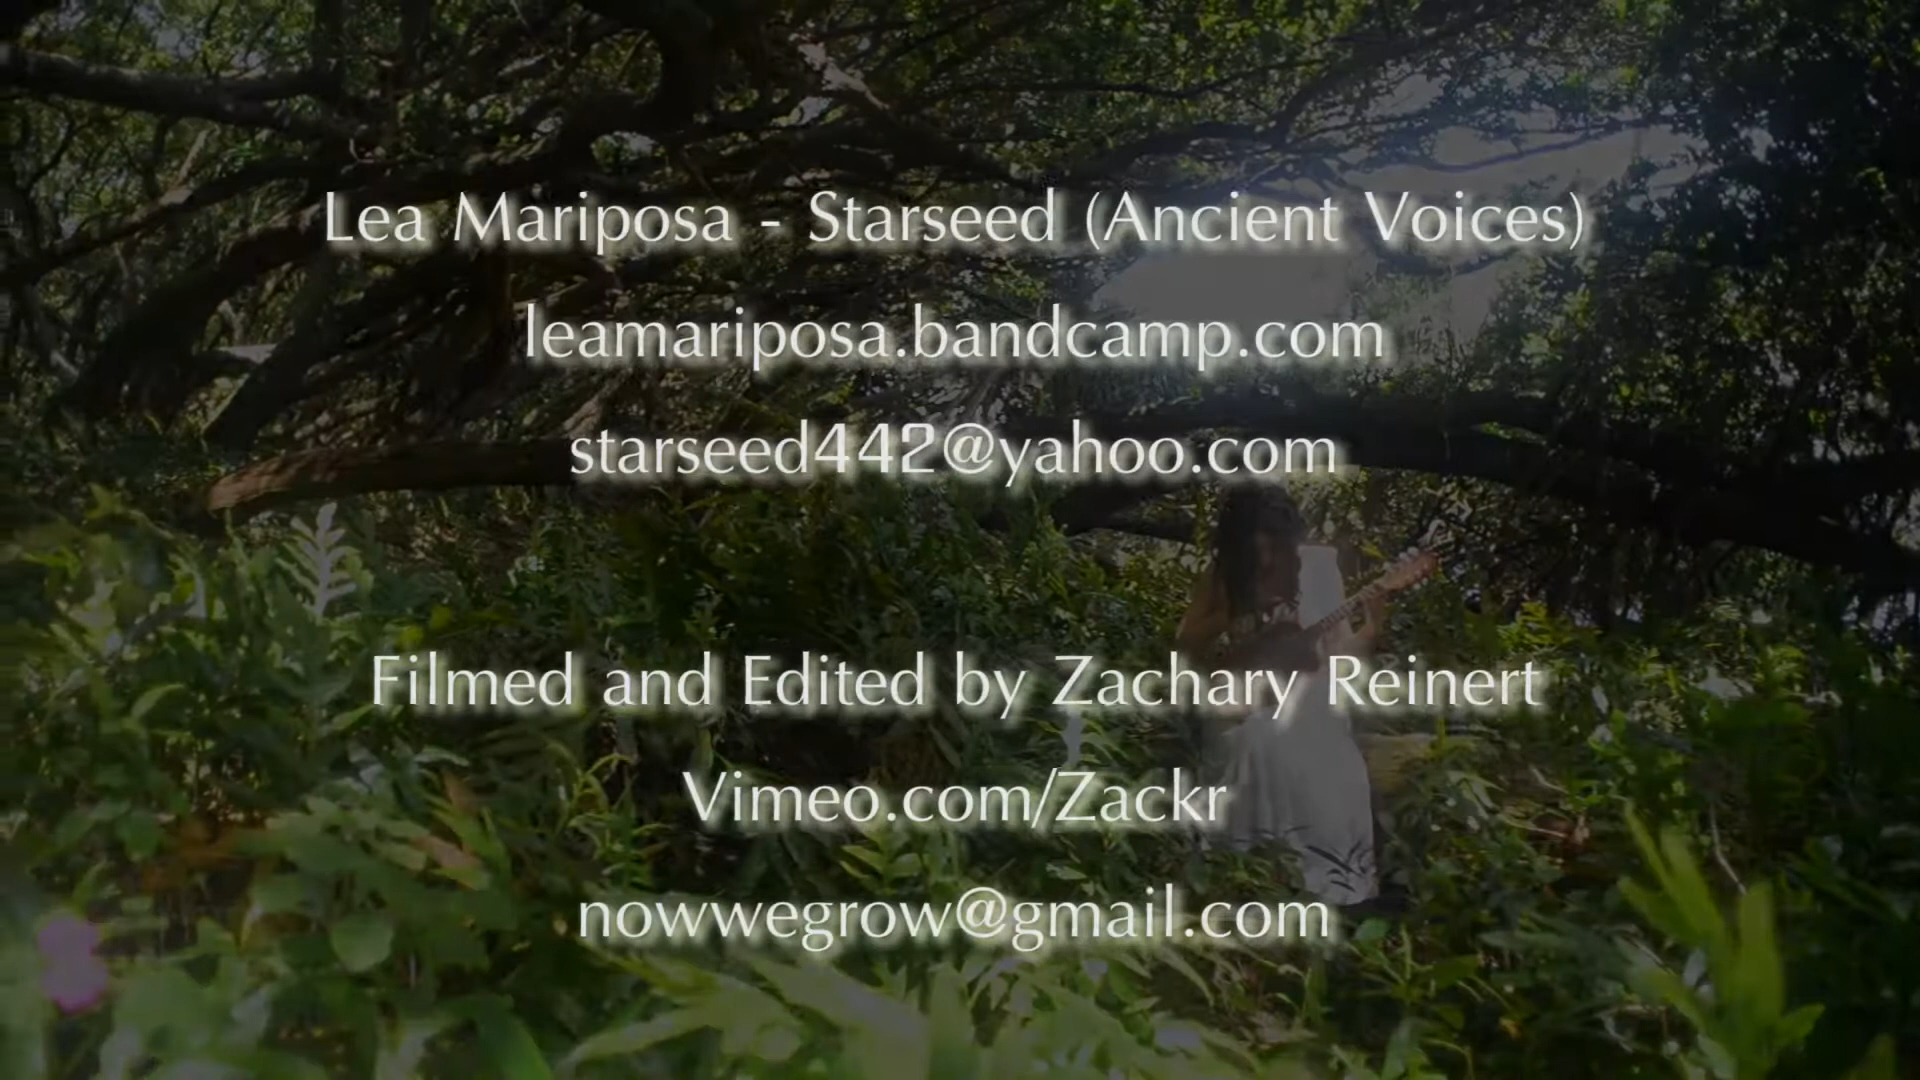 Lea Mariposa - Starseed (Ancient Voices)
leamariposa.bandcamp.com
starseed442@yahoo.com
Filmed and Edited by Zachary Reinert
Vimeo.com/Zackr
nowwegrow@gmail.com